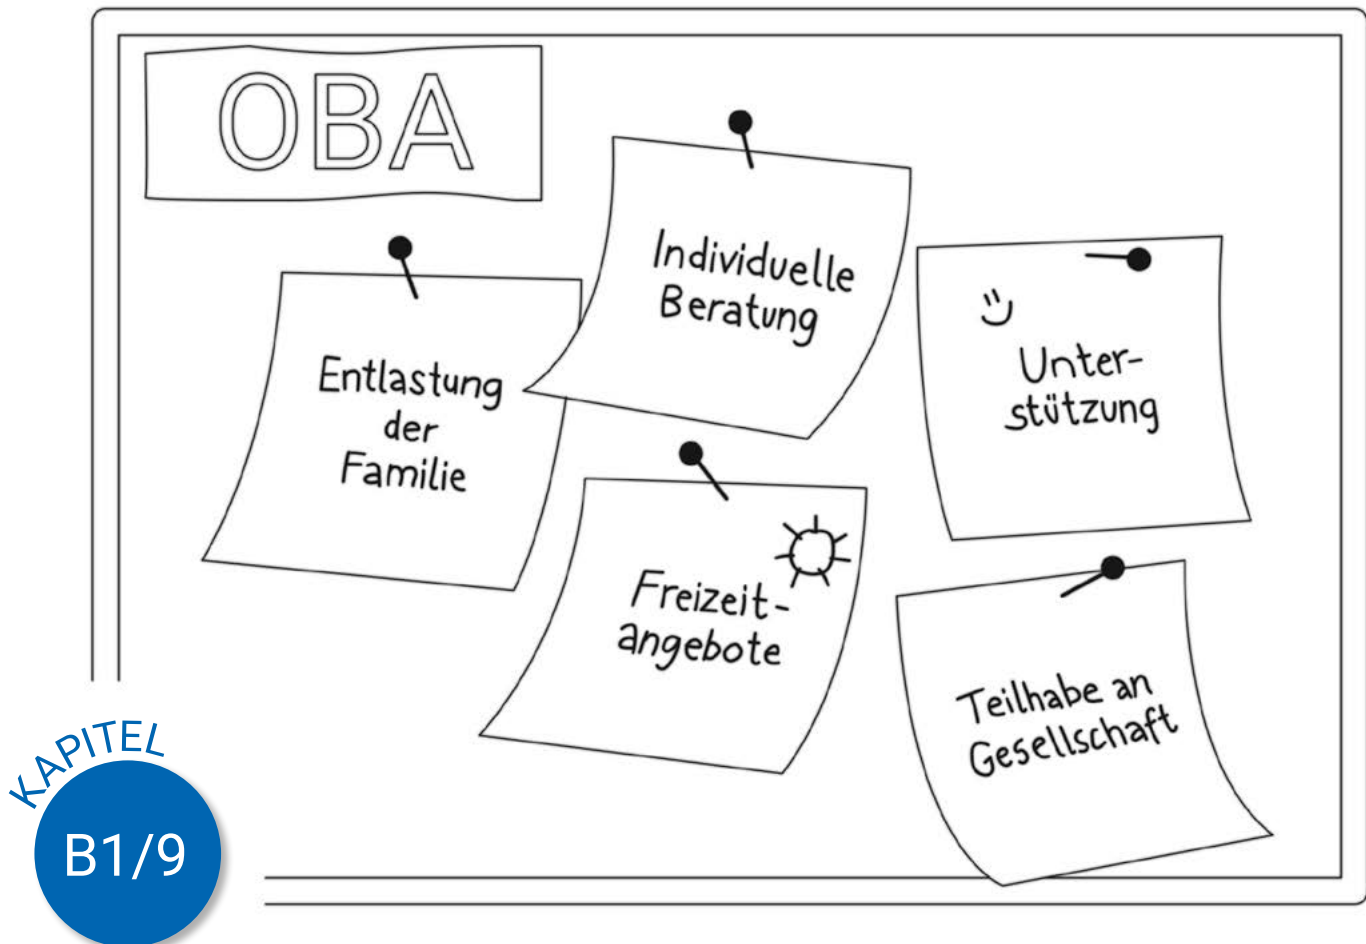 OBA
Individuelle
Beratung
Entlastung
der
Familie
Unter-
stützung
Freizeit-
angebote
Teilhabe an
Gesellschaft
KAPITEL
B1/9